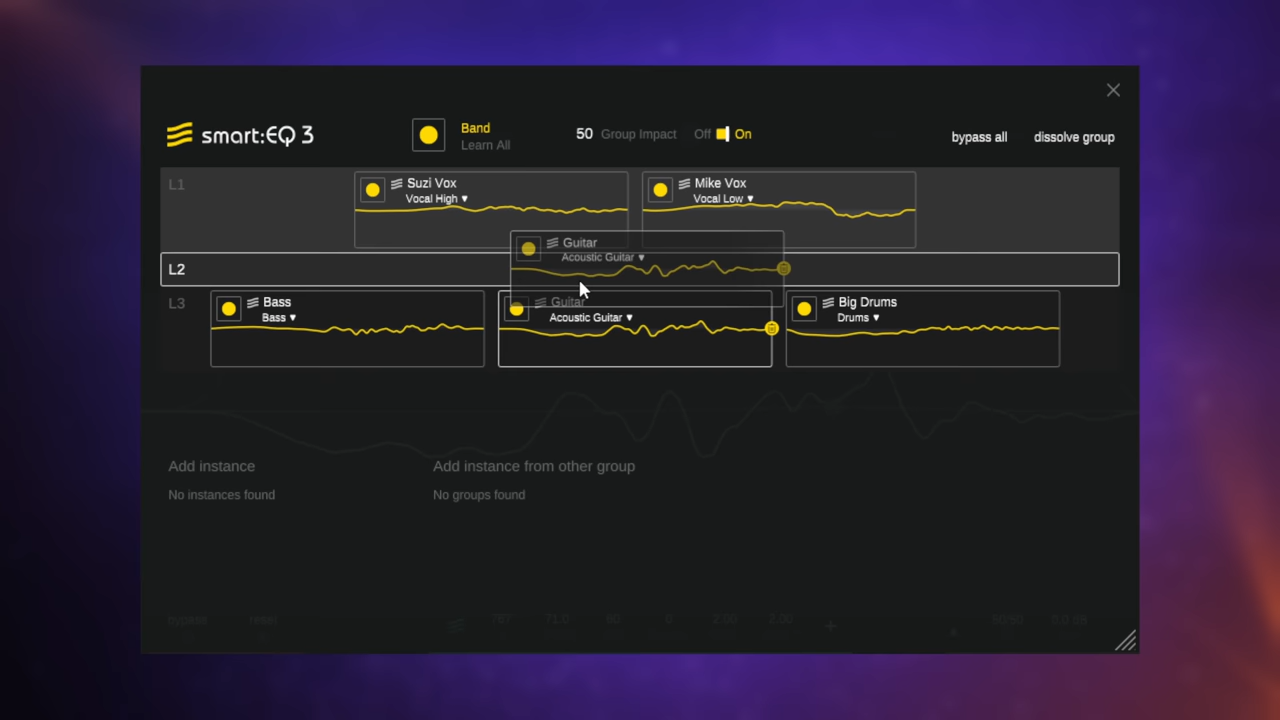 smart:EQ 3
Band
Learn All
50 Group Impact Off On
bypass all dissolve group
L1
Suzi Vox
Vocal High ▼
Mike Vox
Vocal Low ▼
Guitar
Acoustic Guitar ▼
L2
L3
Bass
Bass ▼
Guitar
Acoustic Guitar ▼
Big Drums
Drums ▼
Add instance Add instance from other group
No instances found No groups found
bypass reset